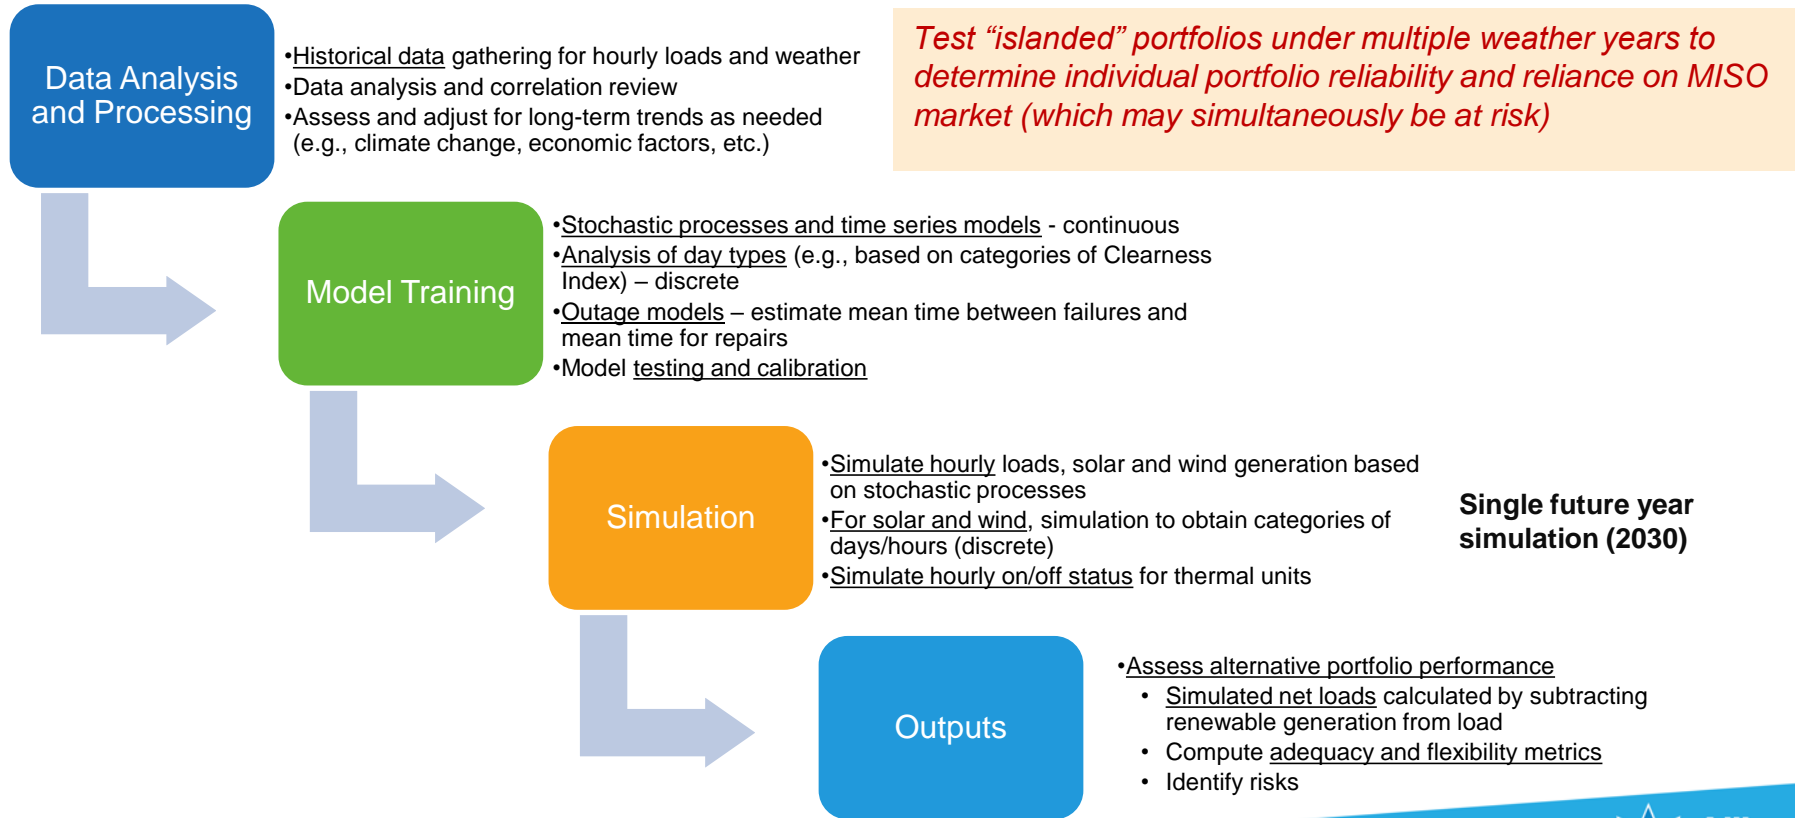 Data Analysis
and Processing
•Historical data gathering for hourly loads and weather
•Data analysis and correlation review
•Assess and adjust for long-term trends as needed
(e.g., climate change, economic factors, etc.)
Test “islanded” portfolios under multiple weather years to
determine individual portfolio reliability and reliance on MISO
market (which may simultaneously be at risk)
Model Training
•Stochastic processes and time series models - continuous
•Analysis of day types (e.g., based on categories of Clearness
Index) – discrete
•Outage models – estimate mean time between failures and
mean time for repairs
•Model testing and calibration
Simulation
•Simulate hourly loads, solar and wind generation based
on stochastic processes
•For solar and wind, simulation to obtain categories of
days/hours (discrete)
•Simulate hourly on/off status for thermal units
Single future year
simulation (2030)
Outputs
•Assess alternative portfolio performance
• Simulated net loads calculated by subtracting
renewable generation from load
• Compute adequacy and flexibility metrics
• Identify risks